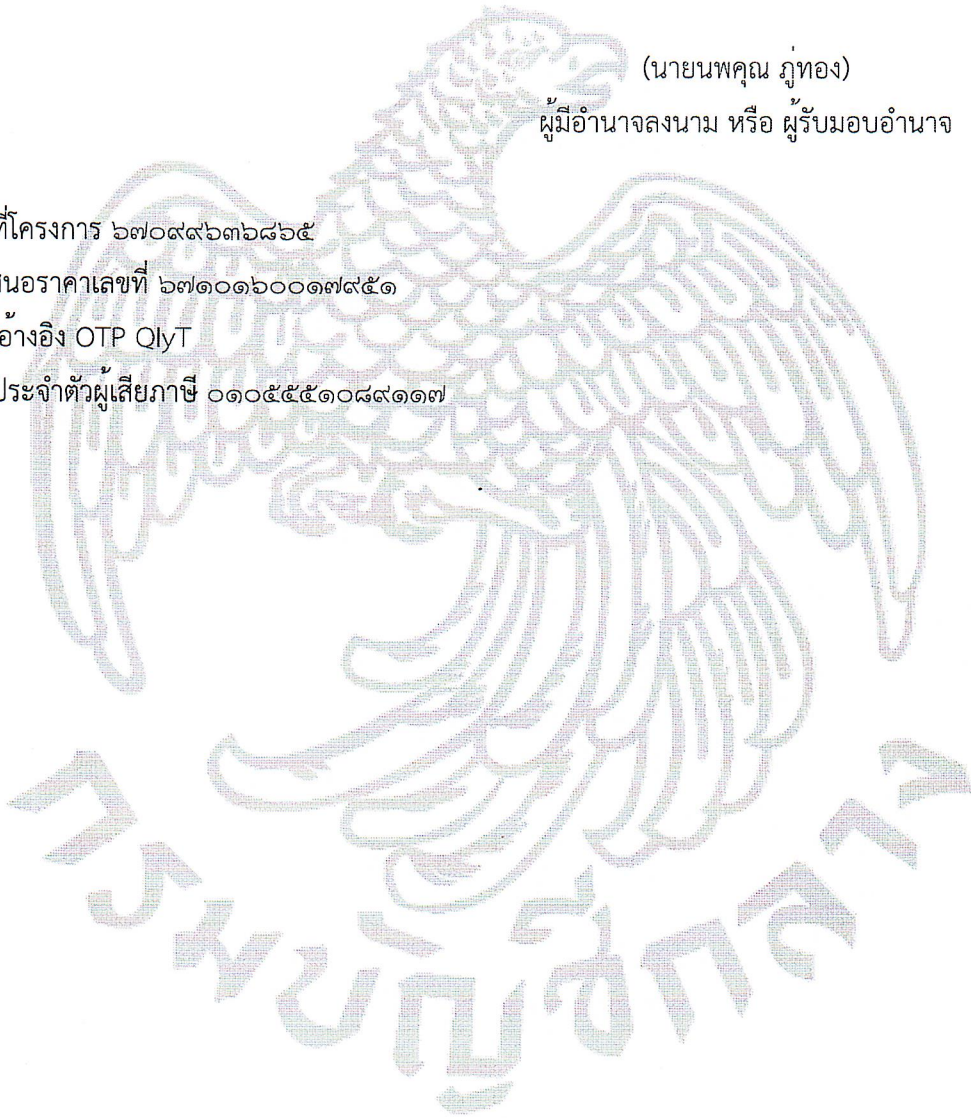 (นายนพคุณ ภู่ทอง)
ผู้มีอำนาจลงนาม หรือ ผู้รับมอบอำนาจ
ที่โครงการ ๖๗๐๙๙๖๓๖๘๖๕
สนอราคาเลขที่ ๖๗๑๐๑๖๐๐๑๗๙๕๑
อ้างอิง OTP QlyT
ประจำตัวผู้เสียภาษี ๐๑๐๕๕๕๑๐๘๙๑๑๗
กรมบัญชีกลาง